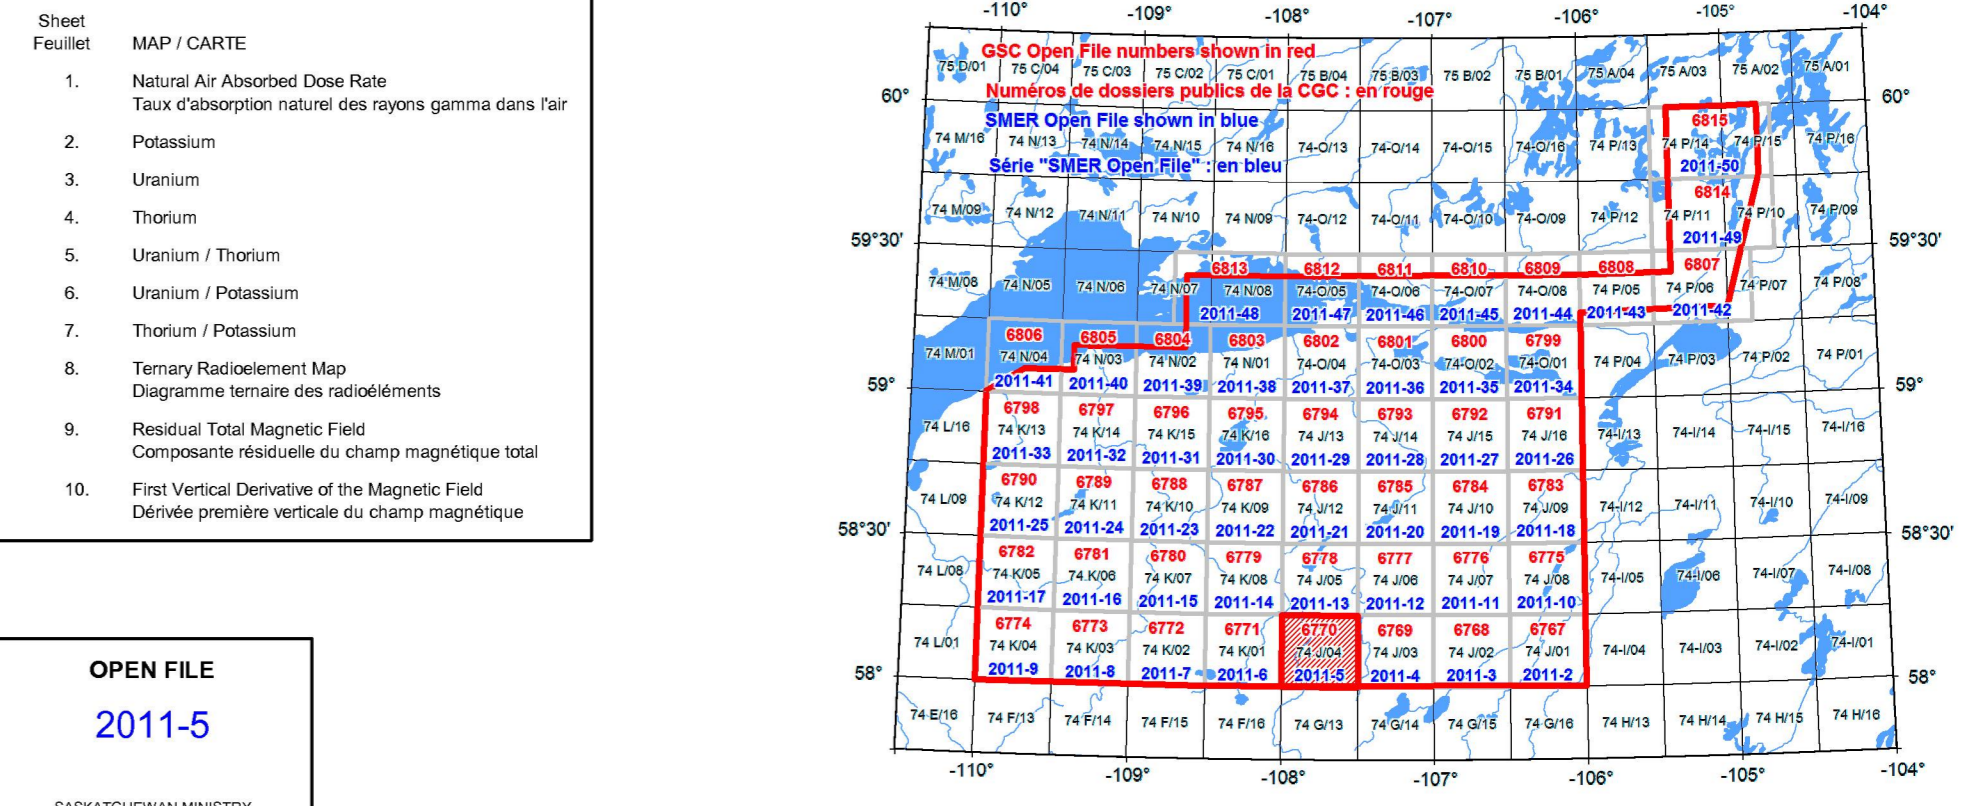 Sheet
Feuillet MAP / CARTE
1. Natural Air Absorbed Dose Rate
Taux d'absorption naturel des rayons gamma dans l'air
2. Potassium
3. Uranium
4. Thorium
5. Uranium / Thorium
6. Uranium / Potassium
7. Thorium / Potassium
8. Ternary Radioelement Map
Diagramme ternaire des radioéléments
9. Residual Total Magnetic Field
Composante résiduelle du champ magnétique total
10. First Vertical Derivative of the Magnetic Field
Dérivée première verticale du champ magnétique
OPEN FILE
2011-5
SASKATCHEWAN MINISTRY
-110° -109° -108° -107° -106° -105° -104°
GSC Open File numbers shown in red
75 D/01 75 C/04 75 C/03 75 C/02 75 C/01 75 B/04 75 B/03 75 B/02 75 B/01 75 A/04 75 A/03 75 A/02 75 A/01
Numéros de dossiers publics de la CGC : en rouge
60° 60°
SMER Open File shown in blue
6815
74 M/16 74 N/13 74 N/14 74 N/15 74 N/16 74-O/13 74-O/14 74-O/15 74-O/16 74 P/13 74 P/14 74 P/15 74 P/16
Série "SMER Open File" : en bleu
2011-50
6814
74 M/09 74 N/12 74 N/11 74 N/10 74 N/09 74-O/12 74-O/11 74-O/10 74-O/09 74 P/12 74 P/11 74 P/10 74 P/09
2011-49
59°30' 59°30'
6813 6812 6811 6810 6809 6808 6807
74 M/08 74 N/05 74 N/06 74 N/07 74 N/08 74-O/05 74-O/06 74-O/07 74-O/08 74 P/05 74 P/06 74 P/07 74 P/08
2011-48 2011-47 2011-46 2011-45 2011-44 2011-43 2011-42
6806 6805 6804 6803 6802 6801 6800 6799
74 M/01 74 N/04 74 N/03 74 N/02 74 N/01 74-O/04 74-O/03 74-O/02 74-O/01 74 P/04 74 P/03 74 P/02 74 P/01
2011-41 2011-40 2011-39 2011-38 2011-37 2011-36 2011-35 2011-34
59° 59°
6798 6797 6796 6795 6794 6793 6792 6791
74 L/16 74 K/13 74 K/14 74 K/15 74 K/16 74 J/13 74 J/14 74 J/15 74 J/16 74-I/13 74-I/14 74-I/15 74-I/16
2011-33 2011-32 2011-31 2011-30 2011-29 2011-28 2011-27 2011-26
6790 6789 6788 6787 6786 6785 6784 6783
74 L/09 74 K/12 74 K/11 74 K/10 74 K/09 74 J/12 74 J/11 74 J/10 74 J/09 74-I/12 74-I/11 74-I/10 74-I/09
2011-25 2011-24 2011-23 2011-22 2011-21 2011-20 2011-19 2011-18
58°30' 58°30'
6782 6781 6780 6779 6778 6777 6776 6775
74 L/08 74 K/05 74 K/06 74 K/07 74 K/08 74 J/05 74 J/06 74 J/07 74 J/08 74-I/05 74-I/06 74-I/07 74-I/08
2011-17 2011-16 2011-15 2011-14 2011-13 2011-12 2011-11 2011-10
6774 6773 6772 6771 6770 6769 6768 6767
74 L/01 74 K/04 74 K/03 74 K/02 74 K/01 74 J/04 74 J/03 74 J/02 74 J/01 74-I/04 74-I/03 74-I/02 74-I/01
2011-9 2011-8 2011-7 2011-6 2011-5 2011-4 2011-3 2011-2
58° 58°
74 E/16 74 F/13 74 F/14 74 F/15 74 F/16 74 G/13 74 G/14 74 G/15 74 G/16 74 H/13 74 H/14 74 H/15 74 H/16
-110° -109° -108° -107° -106° -105° -104°